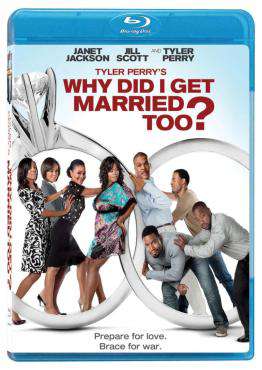 Blu-ray Disc
JANET JACKSON JILL SCOTT AND TYLER PERRY
TYLER PERRY'S
WHY DID I GET
MARRIED
TOO?
Prepare for love.
Brace for war.